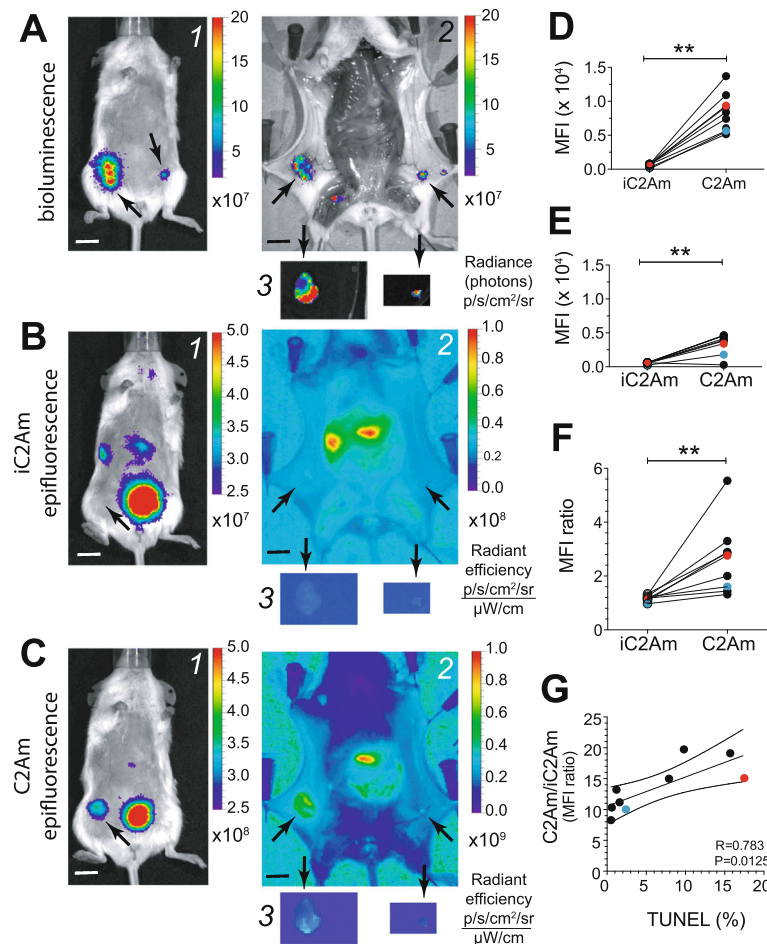 A
bioluminescence
1
20
15
10
5
x10⁷
2
20
15
10
5
x10⁷
3
Radiance
(photons)
p/s/cm²/sr
B
iC2Am
epifluorescence
1
5.0
4.5
4.0
3.5
3.0
2.5
x10⁷
2
1.0
0.8
0.6
0.4
0.2
0.0
x10⁸
3
Radiant
efficiency
p/s/cm²/sr
µW/cm
C
C2Am
epifluorescence
1
5.0
4.5
4.0
3.5
3.0
2.5
x10⁸
2
5.0
4.0
3.0
2.0
1.0
x10⁹
3
Radiant
efficiency
p/s/cm²/sr
µW/cm
D
**
MFI (x 10⁴)
1.5
1.0
0.5
0.0
iC2Am C2Am
E
**
MFI (x 10⁴)
1.5
1.0
0.5
0.0
iC2Am C2Am
F
**
MFI ratio
6
4
2
0
iC2Am C2Am
G
C2Am/iC2Am
(MFI ratio)
25
20
15
10
5
0
R=0.783
P=0.0125
0 5 10 15 20
TUNEL (%)